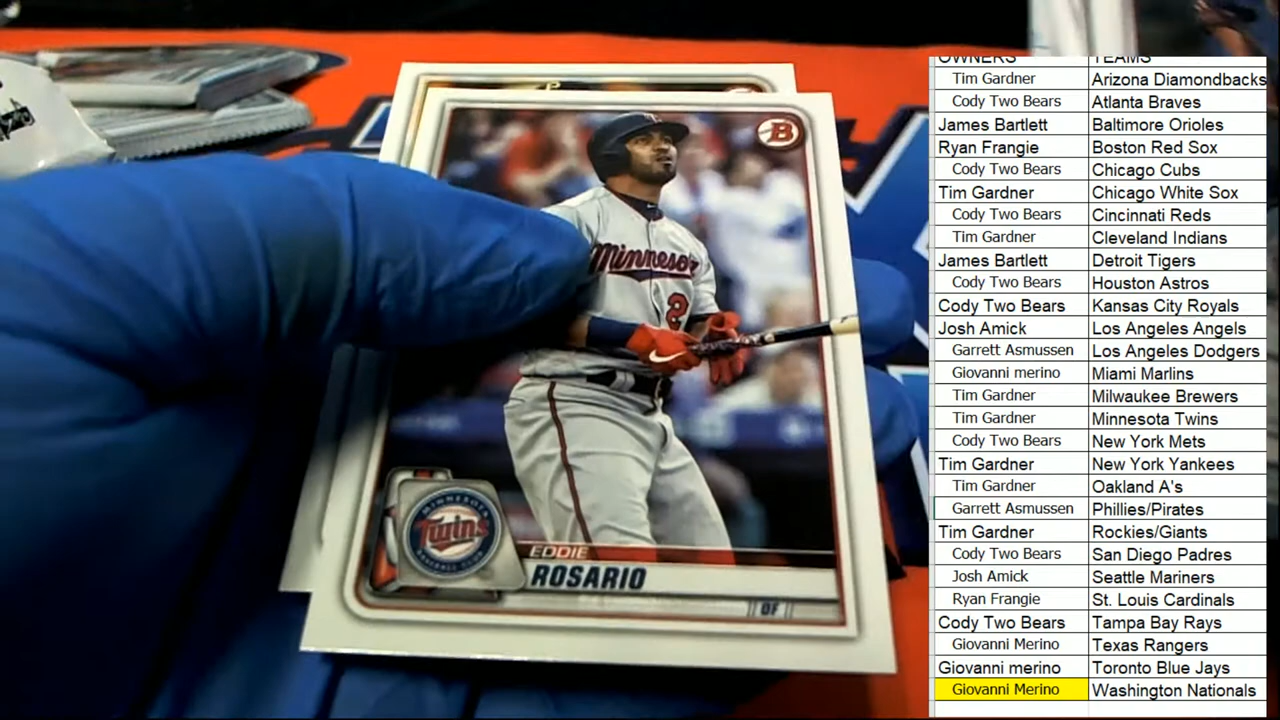 P
B
Minnesot
2
MINNESOTA
Twins
BASEBALL CLUB
EDDIE
ROSARIO
OF
OWNERS TEAMS
Tim Gardner Arizona Diamondbacks
Cody Two Bears Atlanta Braves
James Bartlett Baltimore Orioles
Ryan Frangie Boston Red Sox
Cody Two Bears Chicago Cubs
Tim Gardner Chicago White Sox
Cody Two Bears Cincinnati Reds
Tim Gardner Cleveland Indians
James Bartlett Detroit Tigers
Cody Two Bears Houston Astros
Cody Two Bears Kansas City Royals
Josh Amick Los Angeles Angels
Garrett Asmussen Los Angeles Dodgers
Giovanni merino Miami Marlins
Tim Gardner Milwaukee Brewers
Tim Gardner Minnesota Twins
Cody Two Bears New York Mets
Tim Gardner New York Yankees
Tim Gardner Oakland A's
Garrett Asmussen Phillies/Pirates
Tim Gardner Rockies/Giants
Cody Two Bears San Diego Padres
Josh Amick Seattle Mariners
Ryan Frangie St. Louis Cardinals
Cody Two Bears Tampa Bay Rays
Giovanni Merino Texas Rangers
Giovanni merino Toronto Blue Jays
Giovanni Merino Washington Nationals